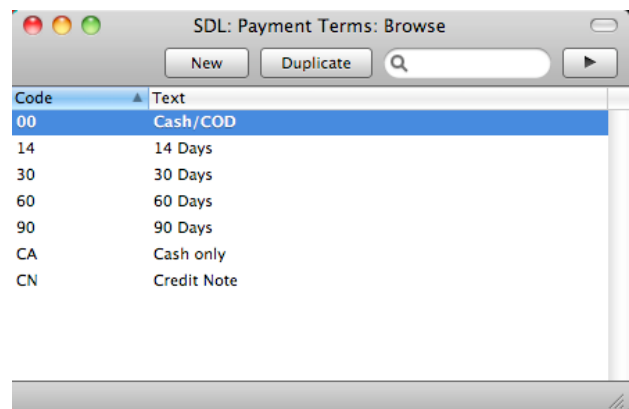 SDL: Payment Terms: Browse
New Duplicate
Code Text
00 Cash/COD
14 14 Days
30 30 Days
60 60 Days
90 90 Days
CA Cash only
CN Credit Note